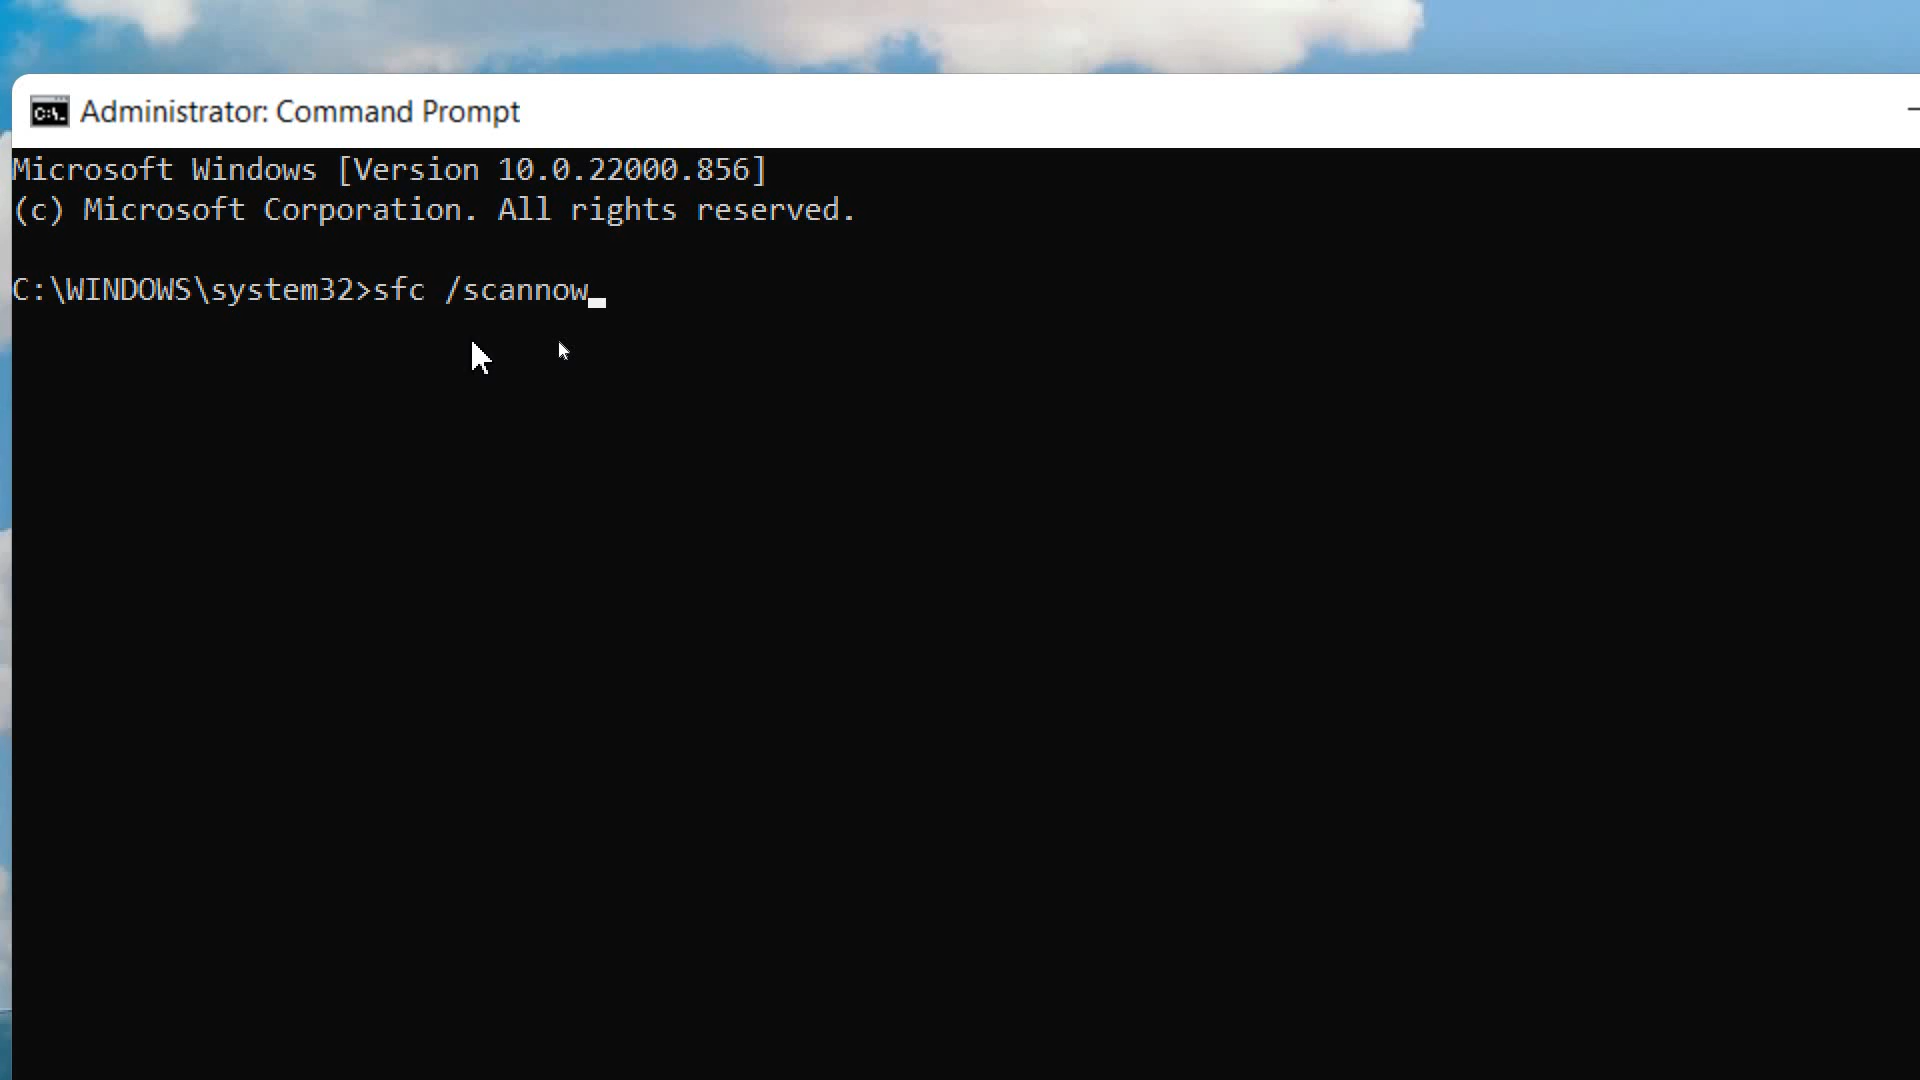 Administrator: Command Prompt
Microsoft Windows [Version 10.0.22000.856]
(c) Microsoft Corporation. All rights reserved.
C:\WINDOWS\system32>sfc /scannow